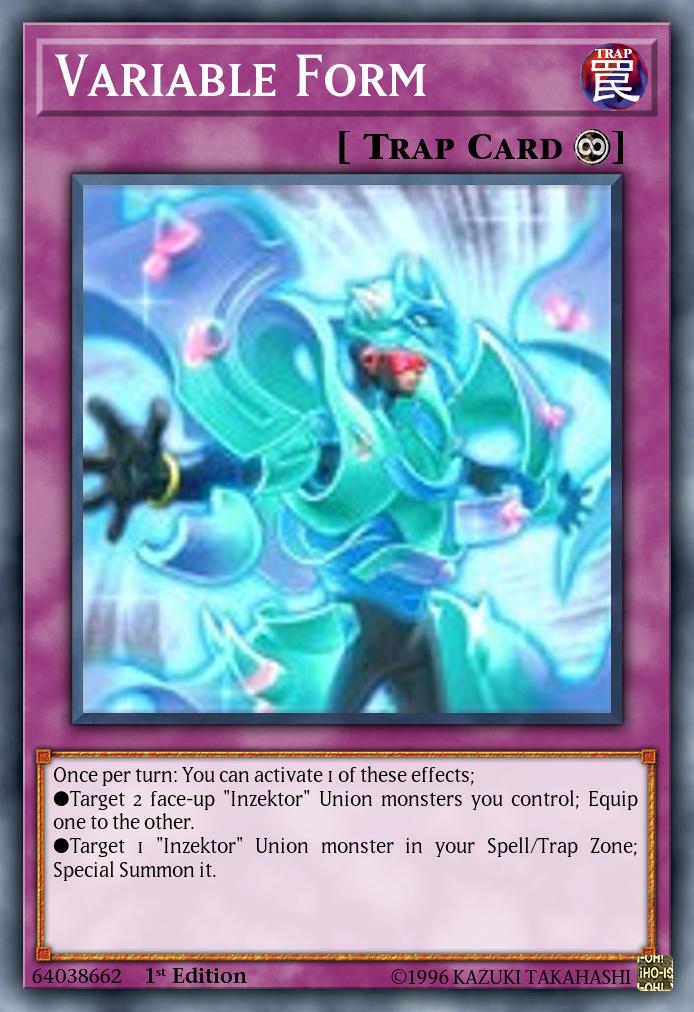 Variable Form
TRAP
罠
[ Trap Card ]
Once per turn: You can activate 1 of these effects;
●Target 2 face-up "Inzektor" Union monsters you control; Equip
one to the other.
●Target 1 "Inzektor" Union monster in your Spell/Trap Zone;
Special Summon it.
64038662 1st Edition ©1996 KAZUKI TAKAHASHI